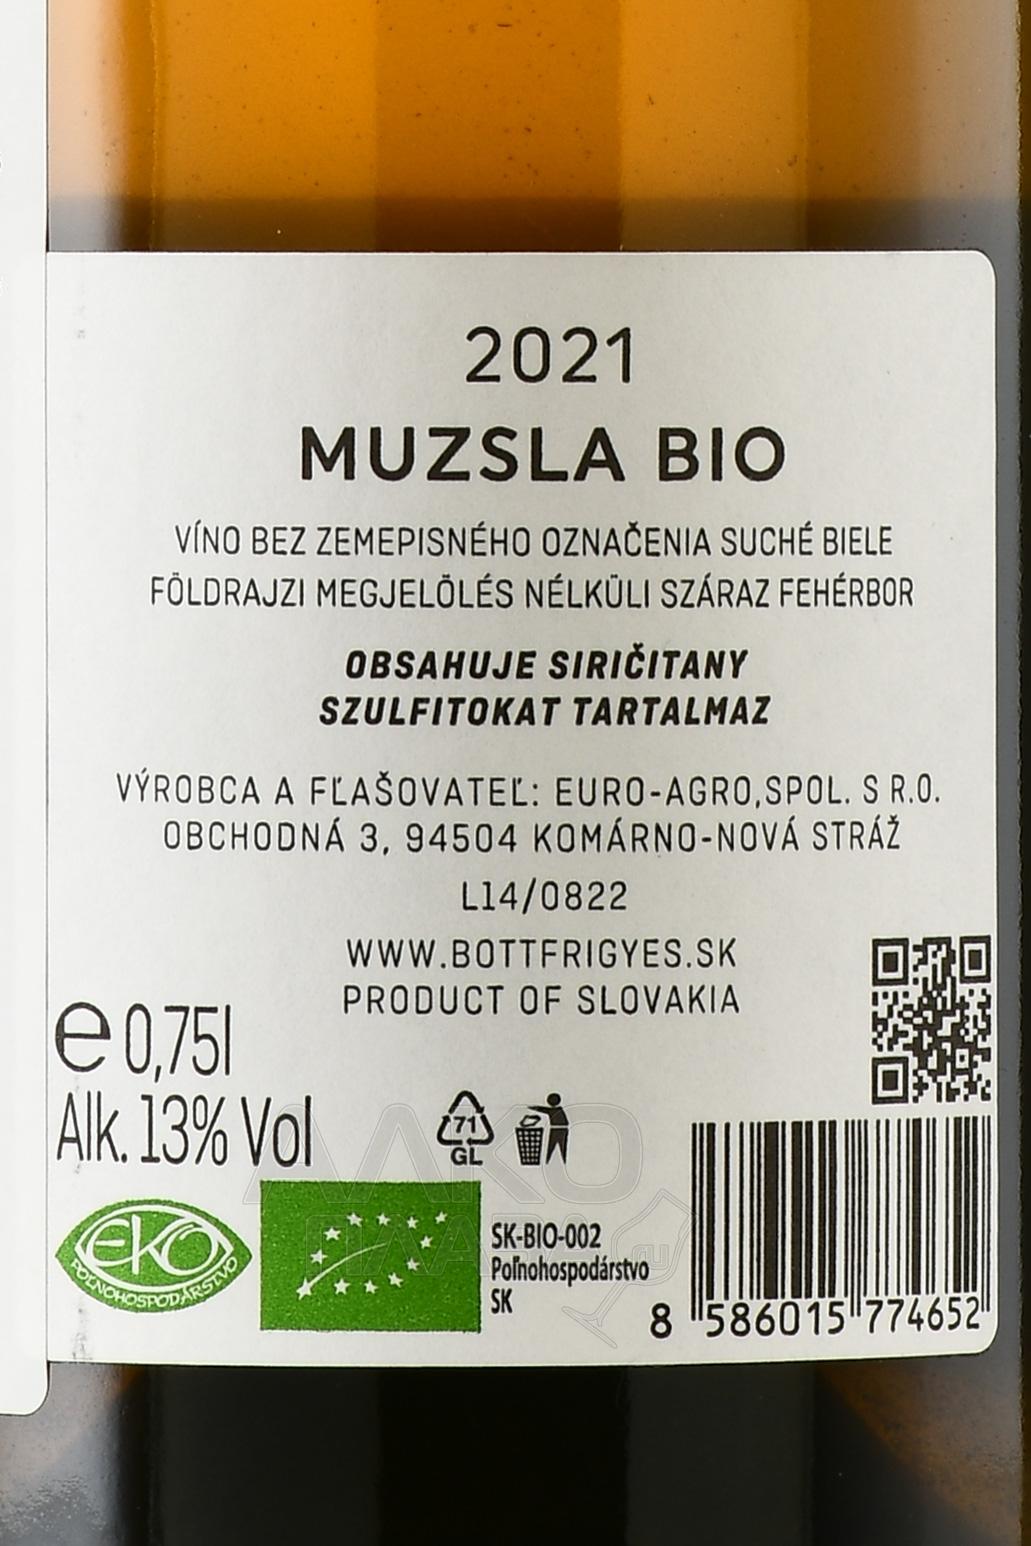 2021
MUZSLA BIO
VÍNO BEZ ZEMEPISNÉHO OZNAČENIA SUCHÉ BIELE
FÖLDRAJZI MEGJELÖLÉS NÉLKÜLI SZÁRAZ FEHÉRBOR
OBSAHUJE SIRIČITANY
SZULFITOKAT TARTALMAZ
VÝROBCA A FĽAŠOVATEĽ: EURO-AGRO,SPOL. S R.O.
OBCHODNÁ 3, 94504 KOMÁRNO-NOVÁ STRÁŽ
L14/0822
WWW.BOTTFRIGYES.SK
PRODUCT OF SLOVAKIA
e 0,75l
Alk. 13% Vol
71
GL
EKO
POĽNOHOSPODÁRSTVO
SK-BIO-002
Poľnohospodárstvo
SK
8 586015 774652